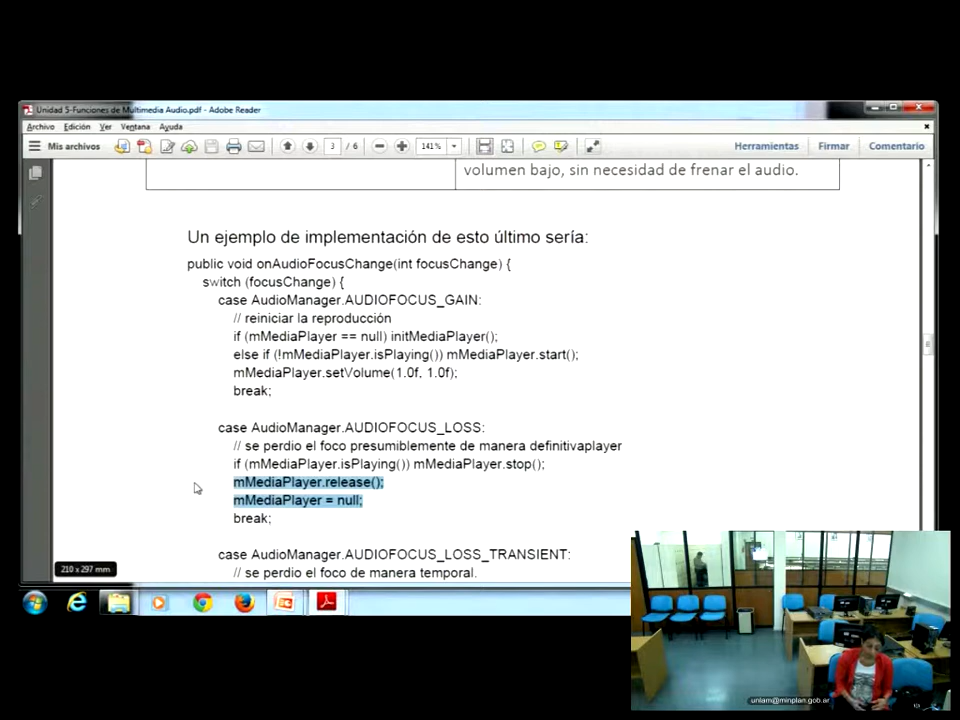 Unidad 5-Funciones de Multimedia Audio.pdf - Adobe Reader
Archivo Edición Ver Ventana Ayuda
Mis archivos 3 / 6 141% Herramientas Firmar Comentario
volumen bajo, sin necesidad de frenar el audio.
Un ejemplo de implementación de esto último sería:
public void onAudioFocusChange(int focusChange) {
switch (focusChange) {
case AudioManager.AUDIOFOCUS_GAIN:
// reiniciar la reproducción
if (mMediaPlayer == null) initMediaPlayer();
else if (!mMediaPlayer.isPlaying()) mMediaPlayer.start();
mMediaPlayer.setVolume(1.0f, 1.0f);
break;
case AudioManager.AUDIOFOCUS_LOSS:
// se perdio el foco presumiblemente de manera definitivaplayer
if (mMediaPlayer.isPlaying()) mMediaPlayer.stop();
mMediaPlayer.release();
mMediaPlayer = null;
break;
case AudioManager.AUDIOFOCUS_LOSS_TRANSIENT:
// se perdio el foco de manera temporal.
210 x 297 mm
unlam@minplan.gob.ar